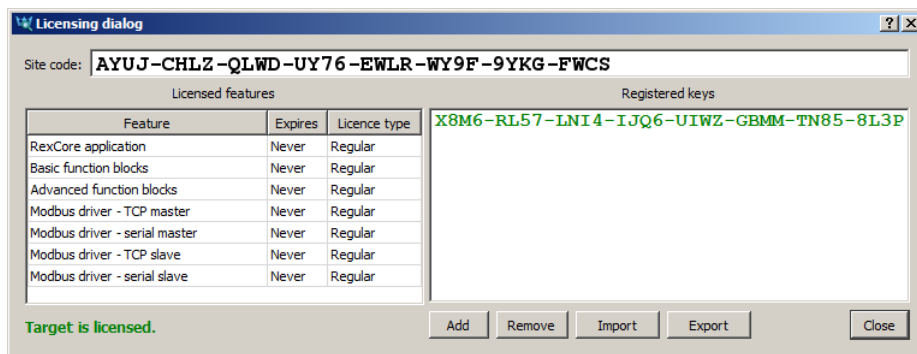 Licensing dialog
Site code: AYUJ-CHLZ-QLWD-UY76-EWLR-WY9F-9YKG-FWCS
Licensed features
Registered keys
Feature Expires Licence type
RexCore application Never Regular
Basic function blocks Never Regular
Advanced function blocks Never Regular
Modbus driver - TCP master Never Regular
Modbus driver - serial master Never Regular
Modbus driver - TCP slave Never Regular
Modbus driver - serial slave Never Regular
X8M6-RL57-LNI4-IJQ6-UIWZ-GBMM-TN85-8L3P
Target is licensed.
Add Remove Import Export Close